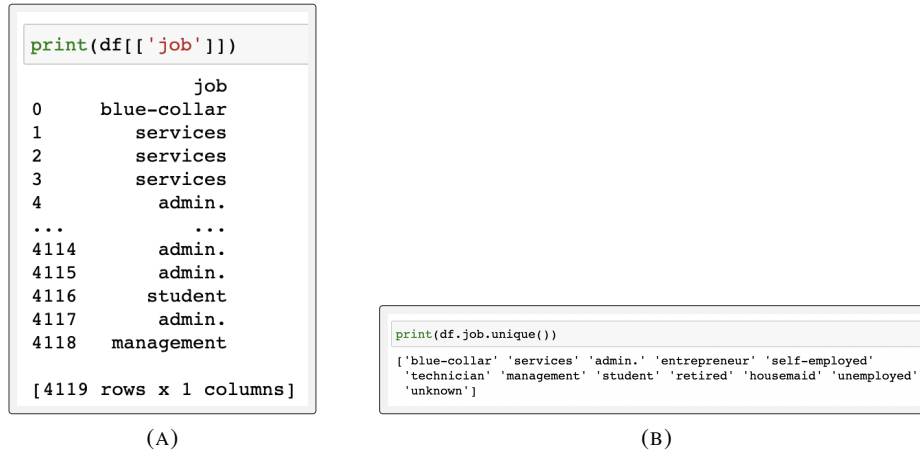 print(df[['job']])
job
0 blue-collar
1 services
2 services
3 services
4 admin.
... ...
4114 admin.
4115 admin.
4116 student
4117 admin.
4118 management
[4119 rows x 1 columns]
(A)
print(df.job.unique())
['blue-collar' 'services' 'admin.' 'entrepreneur' 'self-employed'
'technician' 'management' 'student' 'retired' 'housemaid' 'unemployed'
'unknown']
(B)